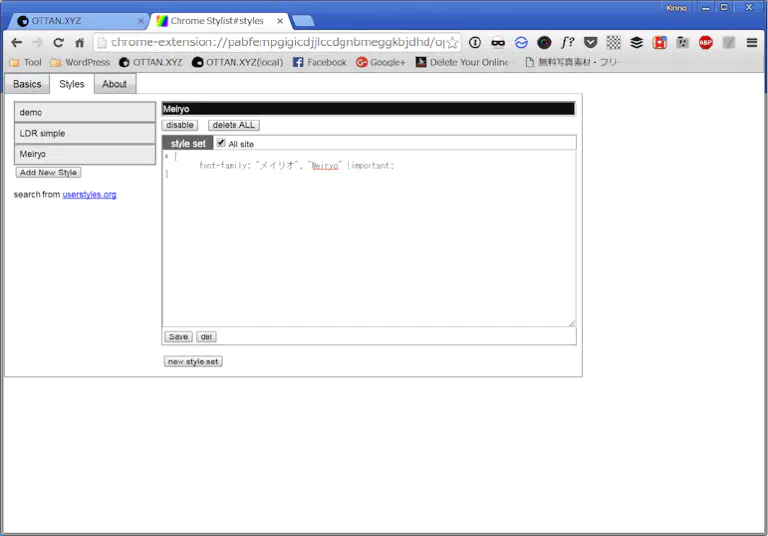 Kinno
OTTAN.XYZ
Chrome Stylist#styles
chrome-extension://pabfempgigicdjjlccdgnbmeggkbjdhd/op
f?
ABP
Tool
WordPress
OTTAN.XYZ
OTTAN.XYZ(local)
Facebook
Google+
Delete Your Online
無料写真素材・フリー
Basics
Styles
About
demo
LDR simple
Meiryo
Add New Style
search from userstyles.org
Meiryo
disable
delete ALL
style set
All site
* {
font-family: "メイリオ", "Meiryo" !important;
}
Save
del
new style set